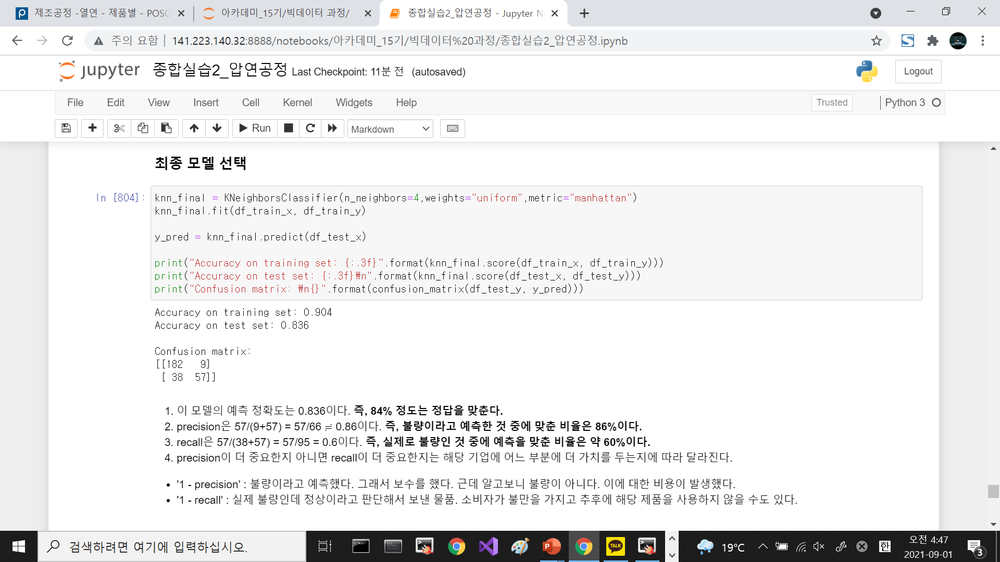 제조공정 -열연 - 제품별 - POSC
아카데미_15기/빅데이터 과정/
종합실습2_압연공정 - Jupyter N
주의 요함 | 141.223.140.32:8888/notebooks/아카데미_15기/빅데이터%20과정/종합실습2_압연공정.ipynb
jupyter 종합실습2_압연공정 Last Checkpoint: 11분 전 (autosaved)
Logout
File Edit View Insert Cell Kernel Widgets Help
Trusted
Python 3
Run
Markdown
최종 모델 선택
In [804]:
knn_final = KNeighborsClassifier(n_neighbors=4,weights="uniform",metric="manhattan")
knn_final.fit(df_train_x, df_train_y)
y_pred = knn_final.predict(df_test_x)
print("Accuracy on training set: {:.3f}".format(knn_final.score(df_train_x, df_train_y)))
print("Accuracy on test set: {:.3f}₩n".format(knn_final.score(df_test_x, df_test_y)))
print("Confusion matrix: ₩n{}".format(confusion_matrix(df_test_y, y_pred)))
Accuracy on training set: 0.904
Accuracy on test set: 0.836
Confusion matrix:
[[182   9]
 [ 38  57]]
1. 이 모델의 예측 정확도는 0.836이다. 즉, 84% 정도는 정답을 맞춘다.
2. precision은 57/(9+57) = 57/66 ≓ 0.86이다. 즉, 불량이라고 예측한 것 중에 맞춘 비율은 86%이다.
3. recall은 57/(38+57) = 57/95 = 0.6이다. 즉, 실제로 불량인 것 중에 예측을 맞춘 비율은 약 60%이다.
4. precision이 더 중요한지 아니면 recall이 더 중요한지는 해당 기업에 어느 부분에 더 가치를 두는지에 따라 달라진다.
• '1 - precision' : 불량이라고 예측했다. 그래서 보수를 했다. 근데 알고보니 불량이 아니다. 이에 대한 비용이 발생했다.
• '1 - recall' : 실제 불량인데 정상이라고 판단해서 보낸 물품. 소비자가 불만을 가지고 추후에 해당 제품을 사용하지 않을 수도 있다.
검색하려면 여기에 입력하십시오.
TALK
19°C
한
오전 4:47
2021-09-01
3